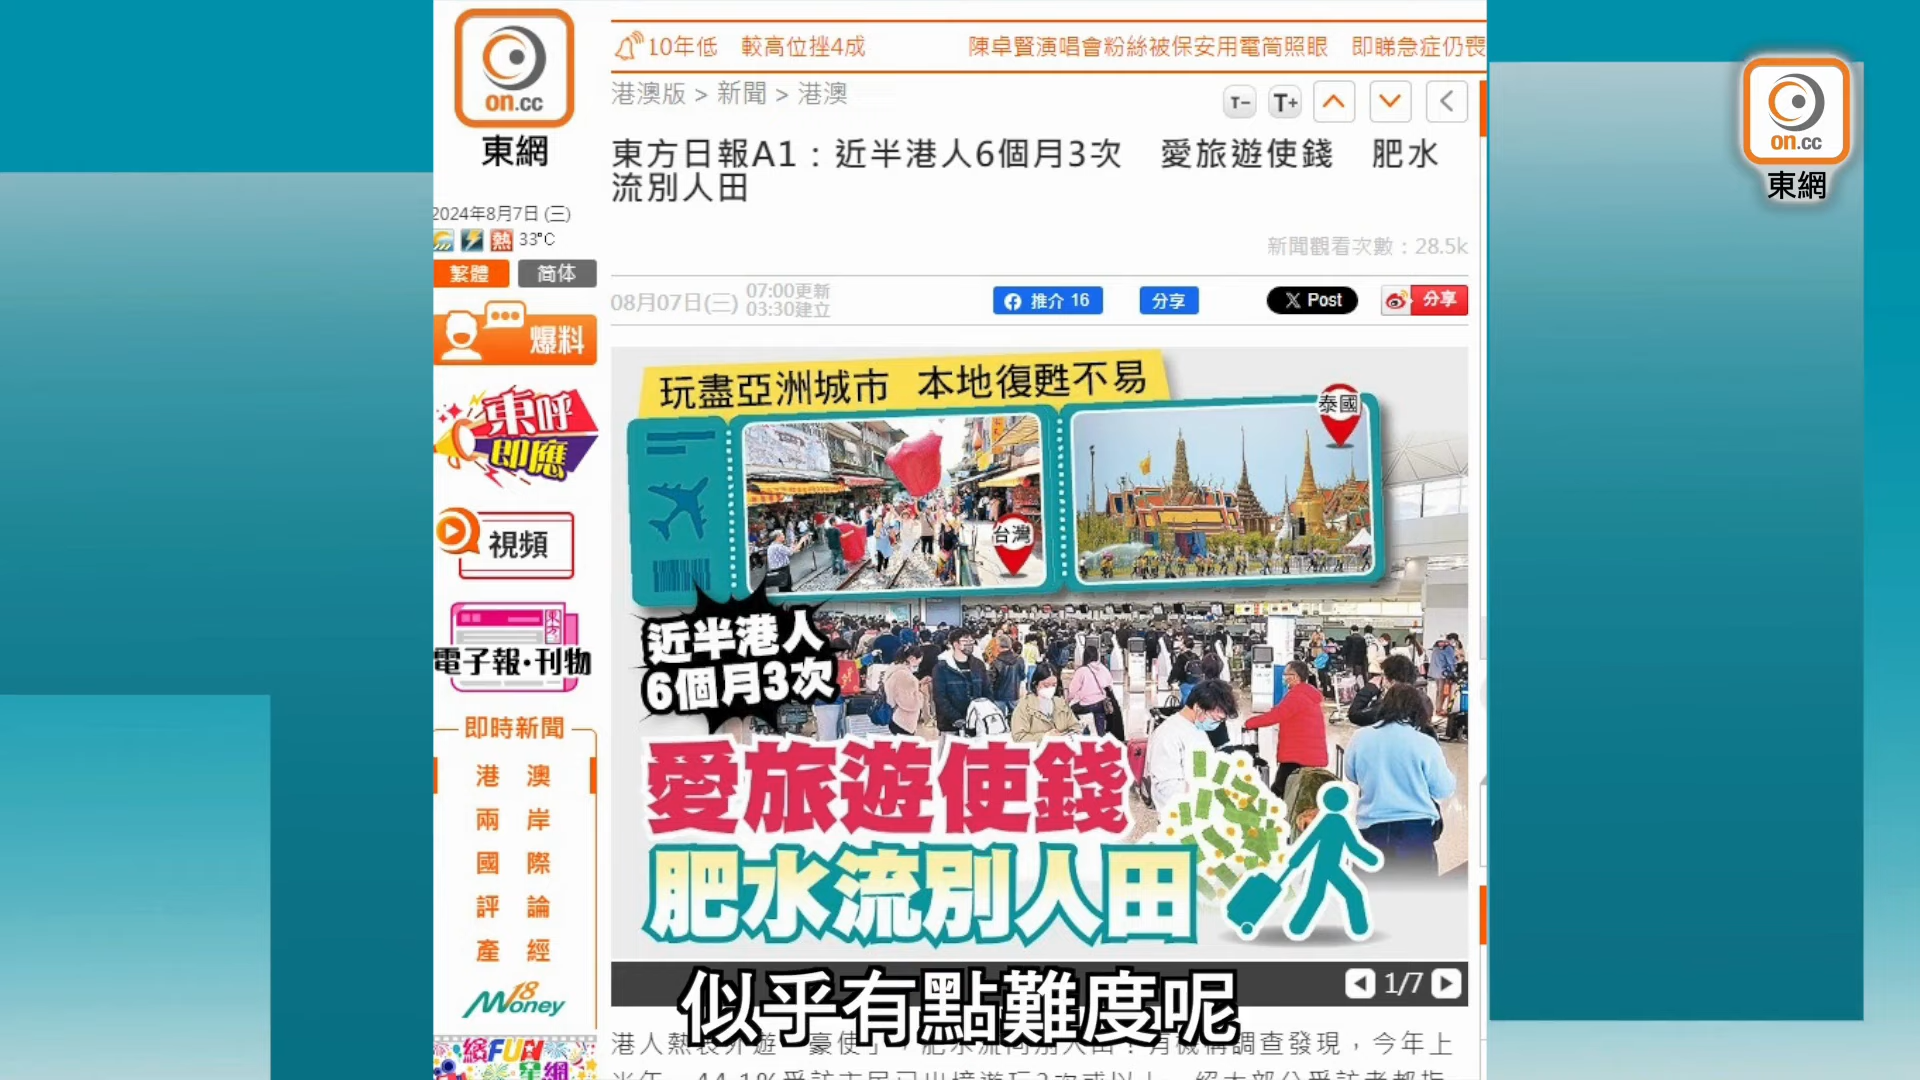 on.cc
東網
10年低 較高位挫4成 陳卓賢演唱會粉絲被保安用電筒照眼 即睇急症仍喪
港澳版 > 新聞 > 港澳
T- T+
東方日報A1：近半港人6個月3次 愛旅遊使錢 肥水
流別人田
2024年8月7日 (三)
熱 33°C
繁體 简体
新聞觀看次數：28.5k
08月07日(三) 07:00更新
03:30建立
推介 16 分享 X Post 分享
爆料
東呼
即應
視頻
東方
電子報·刊物
即時新聞
港澳
兩岸
國際
評論
產經
18
Money
繽FUN
玩盡亞洲城市 本地復甦不易
台灣
泰國
近半港人
6個月3次
愛旅遊使錢
肥水流別人田
1/7
似乎有點難度呢
on.cc
東網